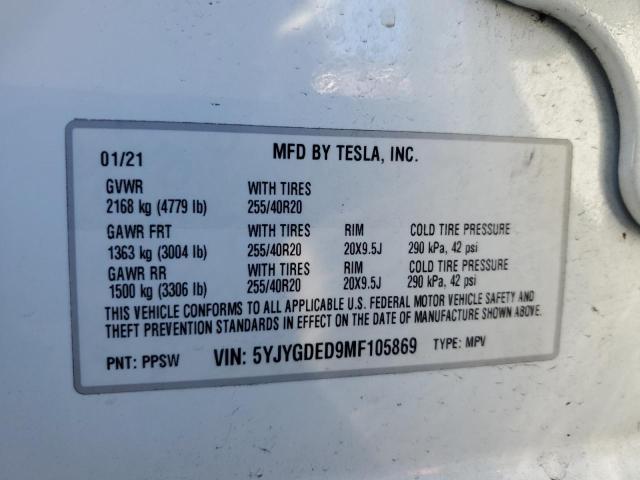 01/21 MFD BY TESLA, INC.
GVWR WITH TIRES
2168 kg (4779 lb) 255/40R20
GAWR FRT WITH TIRES RIM COLD TIRE PRESSURE
1363 kg (3004 lb) 255/40R20 20X9.5J 290 kPa, 42 psi
GAWR RR WITH TIRES RIM COLD TIRE PRESSURE
1500 kg (3306 lb) 255/40R20 20X9.5J 290 kPa, 42 psi
THIS VEHICLE CONFORMS TO ALL APPLICABLE U.S. FEDERAL MOTOR VEHICLE SAFETY AND
THEFT PREVENTION STANDARDS IN EFFECT ON THE DATE OF MANUFACTURE SHOWN ABOVE.
PNT: PPSW VIN: 5YJYGDED9MF105869 TYPE: MPV